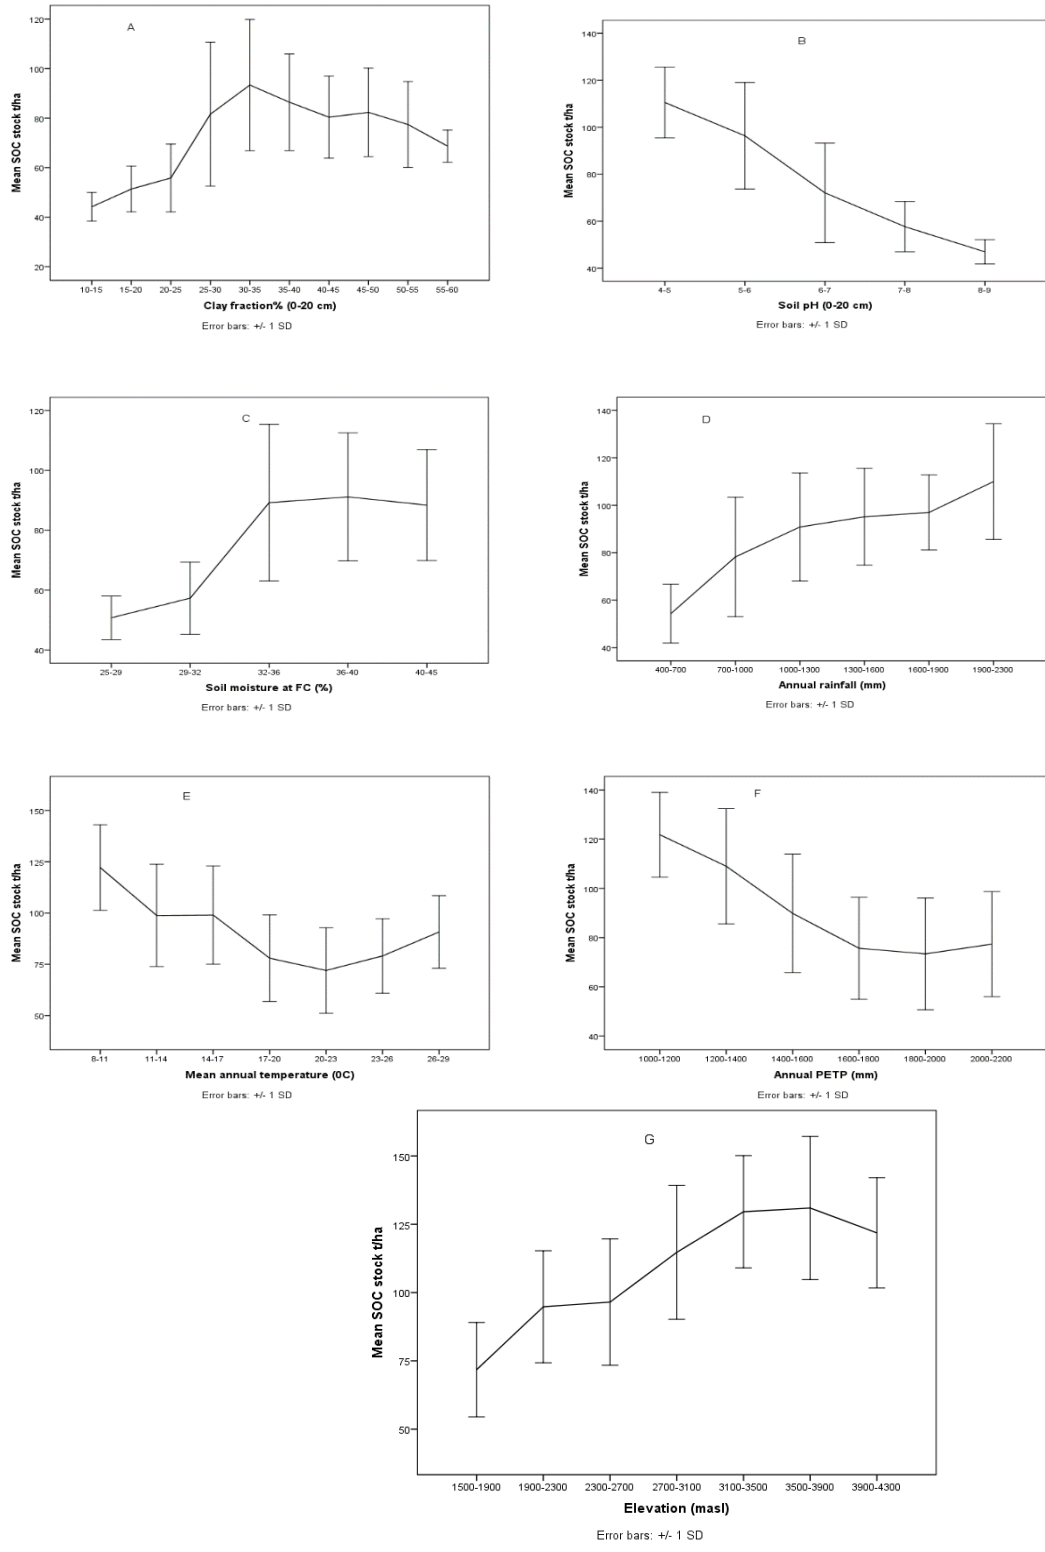 A
Mean SOC stock t/ha
120
100
80
60
40
20
10-15 15-20 20-25 25-30 30-35 35-40 40-45 45-50 50-55 55-60
Clay fraction% (0-20 cm)
Error bars: +/- 1 SD
B
Mean SOC stock t/ha
140
120
100
80
60
40
4-5 5-6 6-7 7-8 8-9
Soil pH (0-20 cm)
Error bars: +/- 1 SD
C
Mean SOC stock t/ha
120
100
80
60
40
25-29 29-32 32-36 36-40 40-45
Soil moisture at FC (%)
Error bars: +/- 1 SD
D
Mean SOC stock t/ha
140
120
100
80
60
40
400-700 700-1000 1000-1300 1300-1600 1600-1900 1900-2300
Annual rainfall (mm)
Error bars: +/- 1 SD
E
Mean SOC stock t/ha
150
125
100
75
50
8-11 11-14 14-17 17-20 20-23 23-26 26-29
Mean annual temperature (0C)
Error bars: +/- 1 SD
F
Mean SOC stock t/ha
140
120
100
80
60
40
1000-1200 1200-1400 1400-1600 1600-1800 1800-2000 2000-2200
Annual PETP (mm)
Error bars: +/- 1 SD
G
Mean SOC stock t/ha
150
125
100
75
50
1500-1900 1900-2300 2300-2700 2700-3100 3100-3500 3500-3900 3900-4300
Elevation (masl)
Error bars: +/- 1 SD